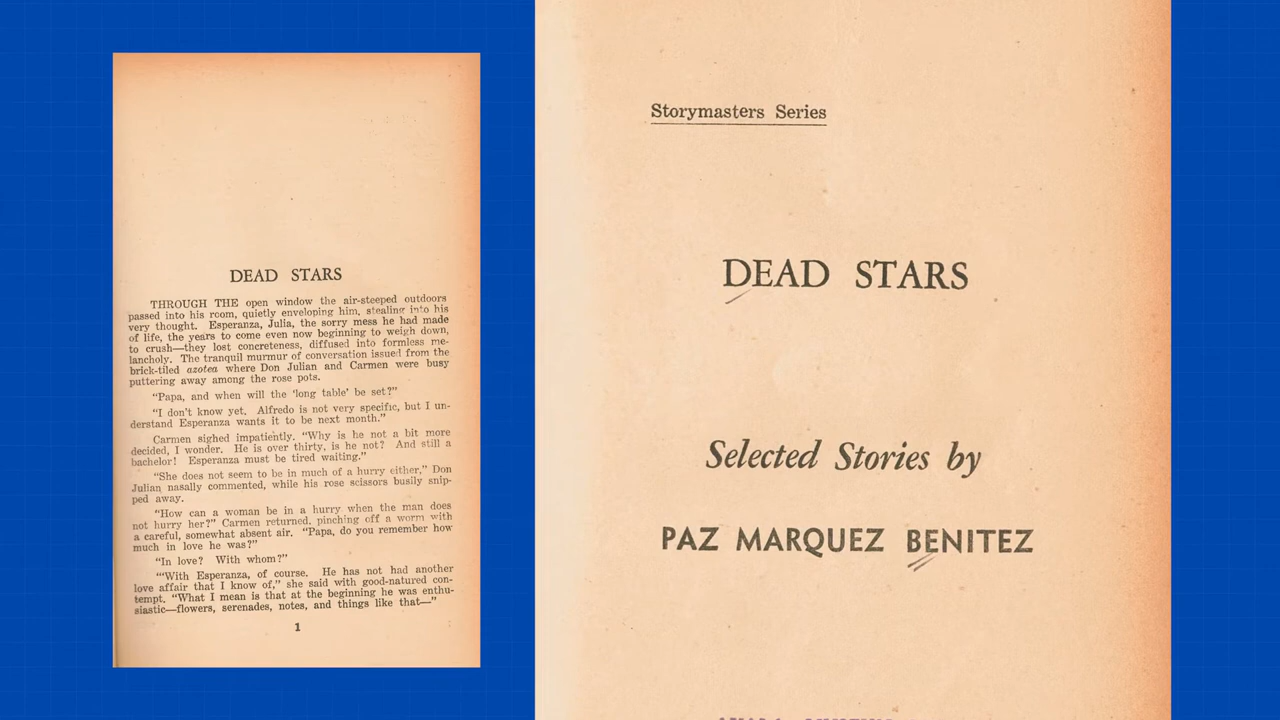 DEAD STARS
THROUGH THE open window the air-steeped outdoors
passed into his room, quietly enveloping him, stealing into his
very thought. Esperanza, Julia, the sorry mess he had made
of life, the years to come even now beginning to weigh down,
to crush—they lost concreteness, diffused into formless me-
lancholy. The tranquil murmur of conversation issued from the
brick-tiled azotea where Don Julian and Carmen were busy
puttering away among the rose pots.
“Papa, and when will the ‘long table’ be set?”
“I don’t know yet. Alfredo is not very specific, but I un-
derstand Esperanza wants it to be next month.”
Carmen sighed impatiently. “Why is he not a bit more
decided, I wonder. He is over thirty, is he not? And still a
bachelor! Esperanza must be tired waiting.”
“She does not seem to be in much of a hurry either,” Don
Julian nasally commented, while his rose scissors busily snip-
ped away.
“How can a woman be in a hurry when the man does
not hurry her?” Carmen returned, pinching off a worm with
a careful, somewhat absent air. “Papa, do you remember how
much in love he was?”
“In love? With whom?”
“‘With Esperanza, of course. He has not had another
love affair that I know of,” she said with good-natured con-
tempt. “What I mean is that at the beginning he was enthu-
siastic—flowers, serenades, notes, and things like that—”
1
Storymasters Series
DEAD STARS
Selected Stories by
PAZ MARQUEZ BENITEZ